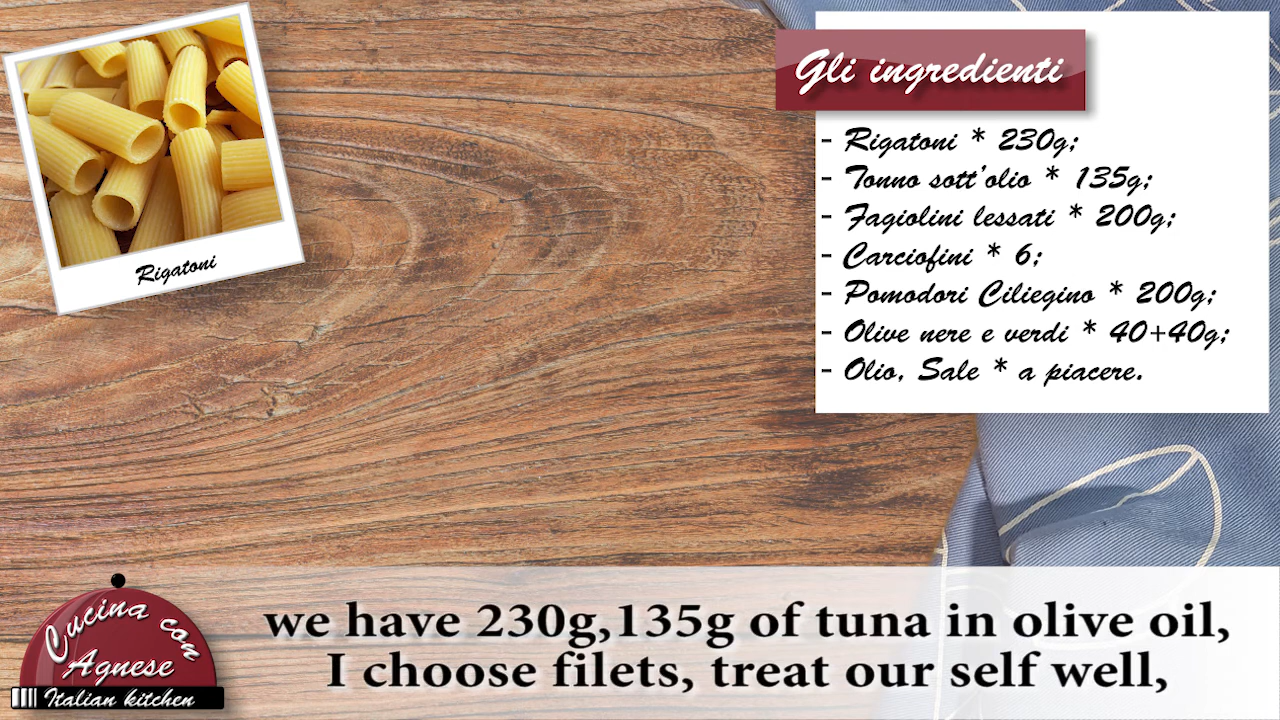 Rigatoni
Gli ingredienti
- Rigatoni * 230g;
- Tonno sott'olio * 135g;
- Fagiolini lessati * 200g;
- Carciofini * 6;
- Pomodori Ciliegino * 200g;
- Olive nere e verdi * 40+40g;
- Olio, Sale * a piacere.
we have 230g,135g of tuna in olive oil,
I choose filets, treat our self well,
Cucina con
Agnese
Italian kitchen